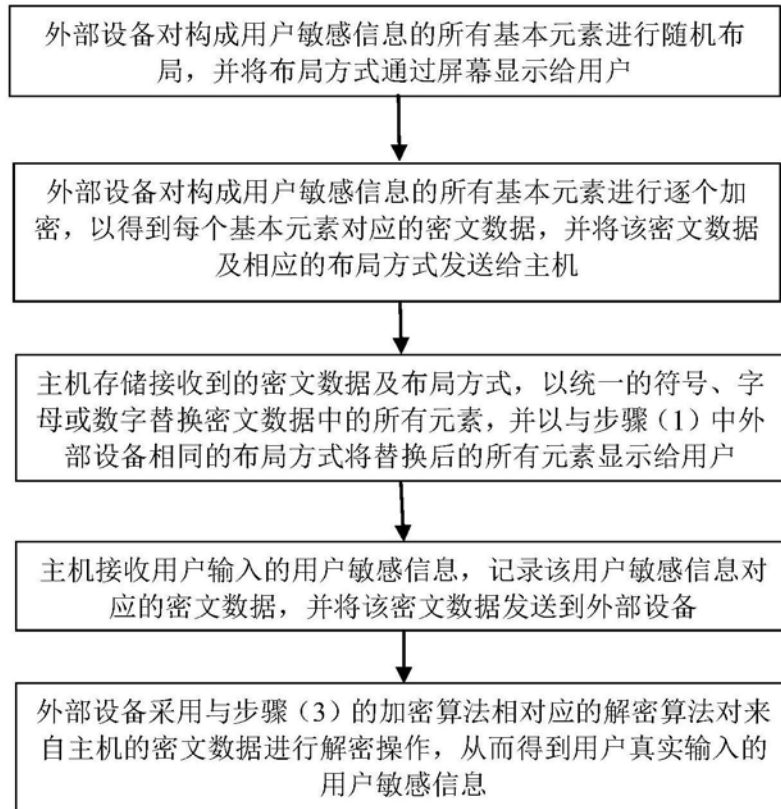 外部设备对构成用户敏感信息的所有基本元素进行随机布
局，并将布局方式通过屏幕显示给用户
外部设备对构成用户敏感信息的所有基本元素进行逐个加
密，以得到每个基本元素对应的密文数据，并将该密文数据
及相应的布局方式发送给主机
主机存储接收到的密文数据及布局方式，以统一的符号、字
母或数字替换密文数据中的所有元素，并以与步骤（1）中外
部设备相同的布局方式将替换后的所有元素显示给用户
主机接收用户输入的用户敏感信息，记录该用户敏感信息对
应的密文数据，并将该密文数据发送到外部设备
外部设备采用与步骤（3）的加密算法相对应的解密算法对来
自主机的密文数据进行解密操作，从而得到用户真实输入的
用户敏感信息